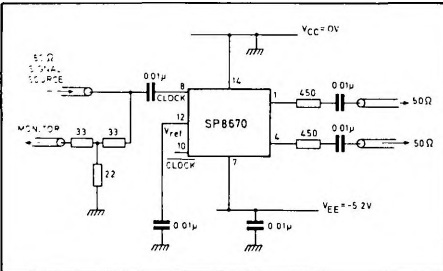 VCC=0V
50Ω
SIGNAL
SOURCE
0.01μ
8
14
CLOCK
1
450
0.01μ
50Ω
MONITOR
33
33
12
Vref
SP8670
10
CLOCK
4
450
0.01μ
50Ω
7
22
VEE=-5.2V
0.01μ
0.01μ